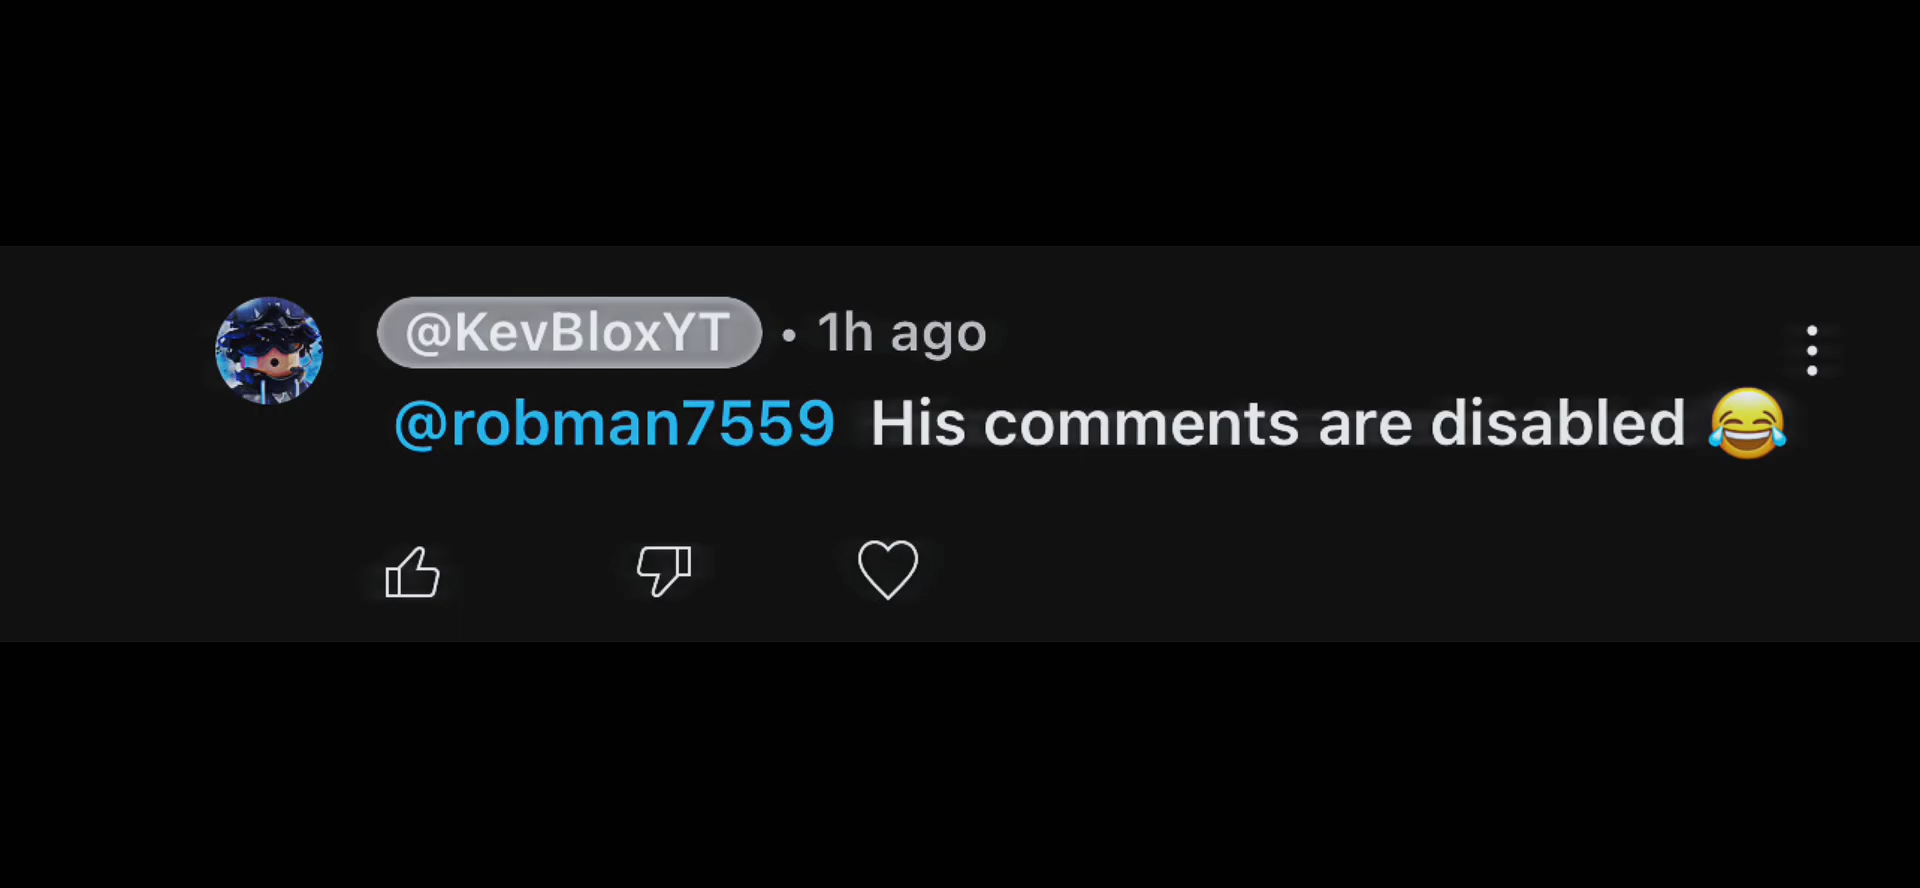 @KevBloxYT • 1h ago
@robman7559 His comments are disabled 😂